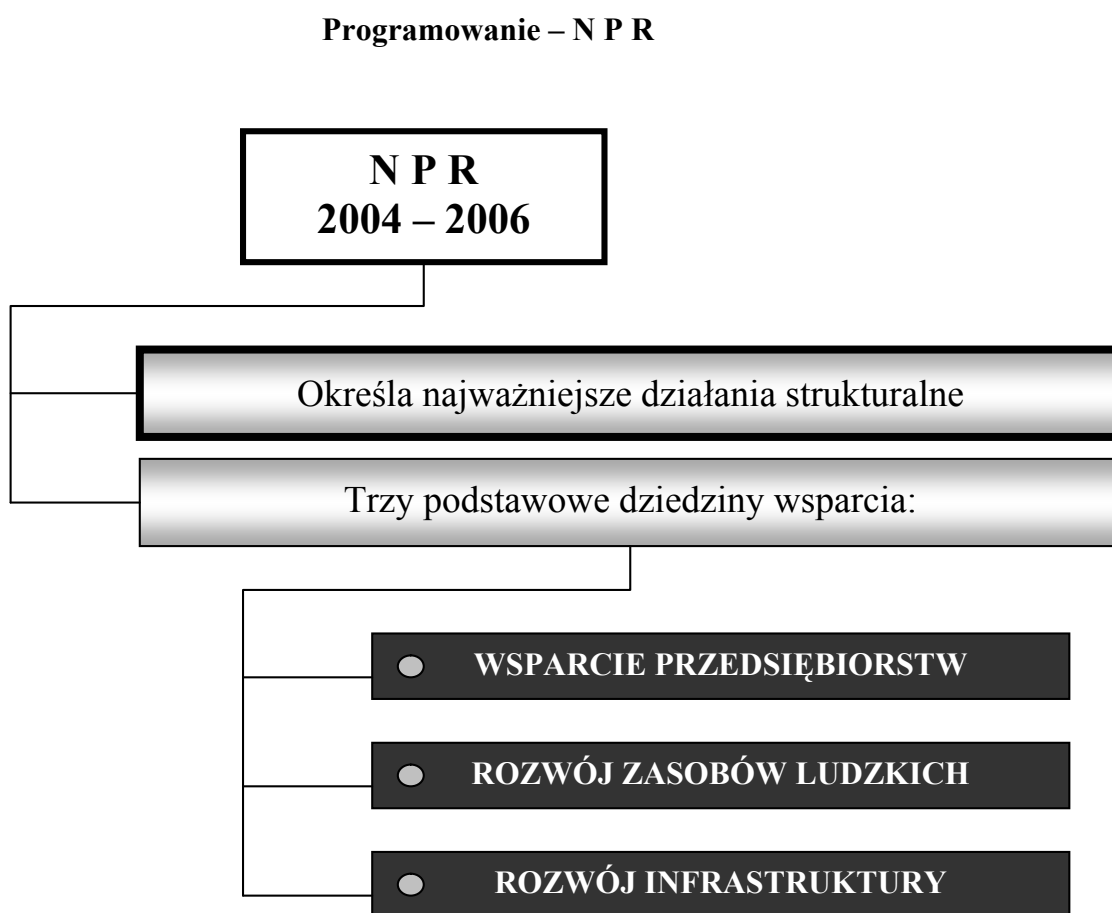 Programowanie – N P R
N P R
2004 – 2006
Określa najważniejsze działania strukturalne
Trzy podstawowe dziedziny wsparcia:
WSPARCIE PRZEDSIĘBIORSTW
ROZWÓJ ZASOBÓW LUDZKICH
ROZWÓJ INFRASTRUKTURY